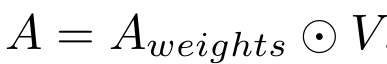 A = A_{weights} ⊙ V.